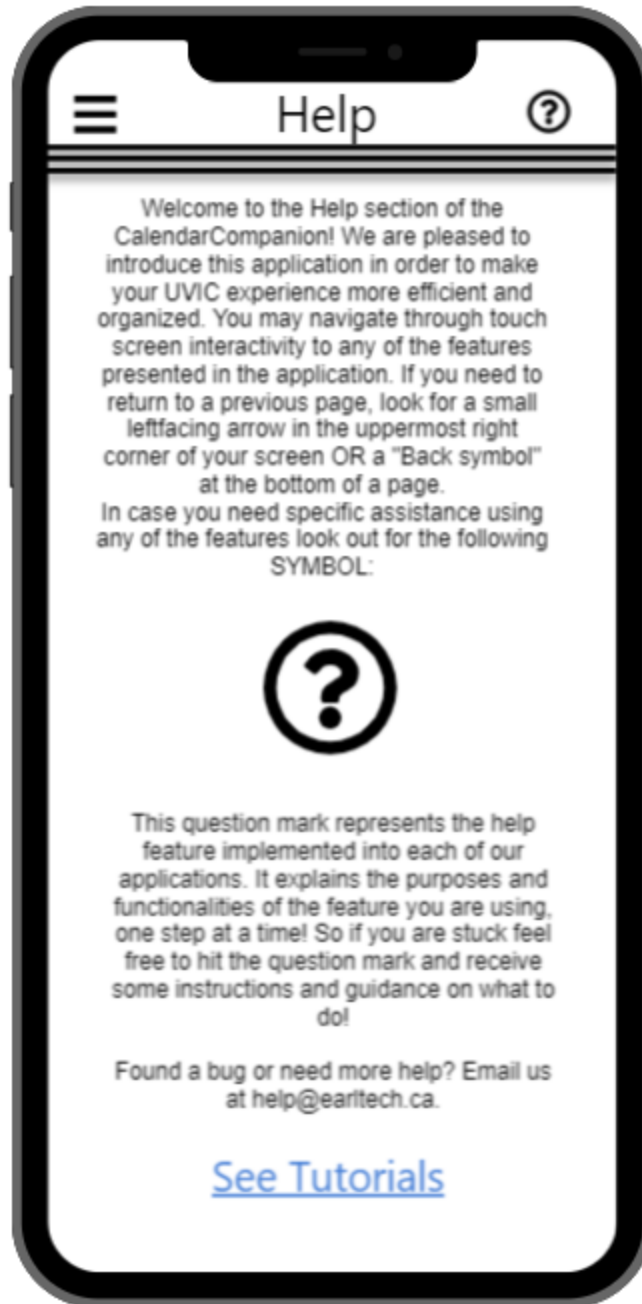 Help
?
Welcome to the Help section of the
CalendarCompanion! We are pleased to
introduce this application in order to make
your UVIC experience more efficient and
organized. You may navigate through touch
screen interactivity to any of the features
presented in the application. If you need to
return to a previous page, look for a small
leftfacing arrow in the uppermost right
corner of your screen OR a "Back symbol"
at the bottom of a page.
In case you need specific assistance using
any of the features look out for the following
SYMBOL:
?
This question mark represents the help
feature implemented into each of our
applications. It explains the purposes and
functionalities of the feature you are using,
one step at a time! So if you are stuck feel
free to hit the question mark and receive
some instructions and guidance on what to
do!
Found a bug or need more help? Email us
at help@earltech.ca.
See Tutorials